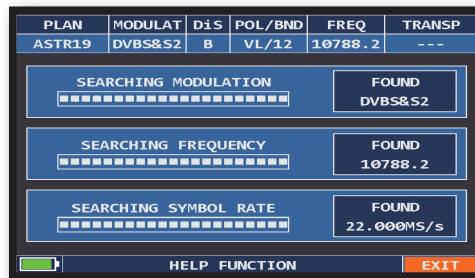 PLAN MODULAT DiS POL/BND FREQ TRANSP
ASTR19 DVBS&S2 B VL/12 10788.2 ---
SEARCHING MODULATION
FOUND
DVBS&S2
SEARCHING FREQUENCY
FOUND
10788.2
SEARCHING SYMBOL RATE
FOUND
22.000MS/s
HELP FUNCTION EXIT